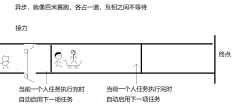 异步，就像百米赛跑，各占一道，互相之间不等待
接力
终点
当前一个人任务执行完时
自动启用下一项任务
当前一个人任务执行完时
自动启用下一项任务